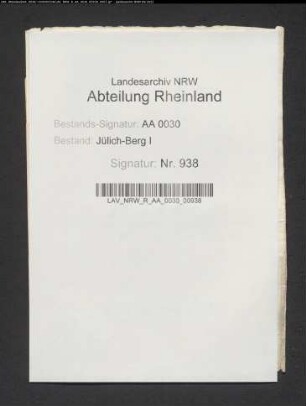 Landesarchiv NRW
Abteilung Rheinland
Bestands-Signatur: AA 0030
Bestand: Jülich-Berg I
Signatur: Nr. 938
LAV_NRW_R_AA_0030_00938